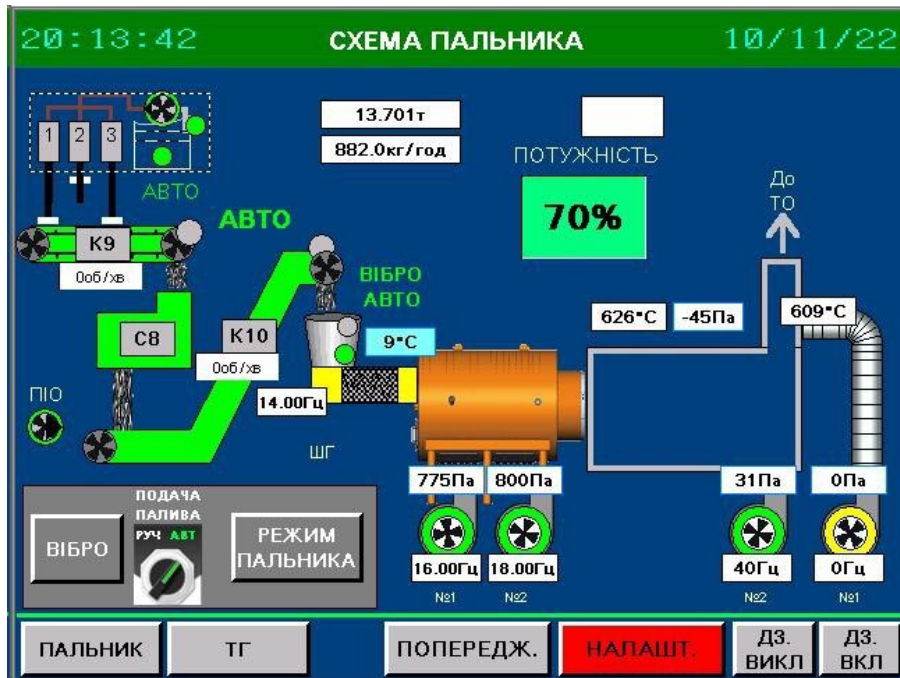 20:13:42 СХЕМА ПАЛЬНИКА 10/11/22
13.701т
882.0кг/год
ПОТУЖНІСТЬ
70%
До
ТО
1 2 3
АВТО
АВТО
К9
0об/хв
ВІБРО
АВТО
626°C -45Па 609°C
С8
К10
9°C
0об/хв
14.00Гц
ПІО
ШГ
775Па 800Па 31Па 0Па
ПОДАЧА
ПАЛИВА
РУЧ АВТ
ВІБРО
РЕЖИМ
ПАЛЬНИКА
16.00Гц 18.00Гц 40Гц 0Гц
№1 №2 №2 №1
ПАЛЬНИК ТГ ПОПЕРЕДЖ. НАЛАШТ. ДЗ.
ВИКЛ ДЗ.
ВКЛ